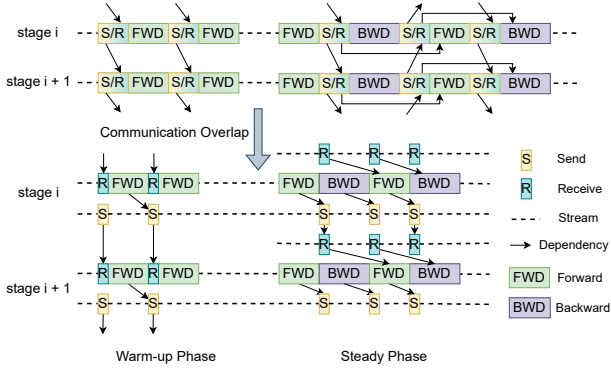 stage i
S/R FWD S/R FWD
FWD S/R BWD S/R FWD S/R BWD
stage i + 1
S/R FWD S/R FWD
FWD S/R BWD S/R FWD S/R BWD
Communication Overlap
R R R
stage i
R FWD R FWD
FWD BWD FWD BWD
S S
S S S
R R R
stage i + 1
R FWD R FWD
FWD BWD FWD BWD
S S
S S S
Warm-up Phase
Steady Phase
S Send
R Receive
Stream
Dependency
FWD Forward
BWD Backward